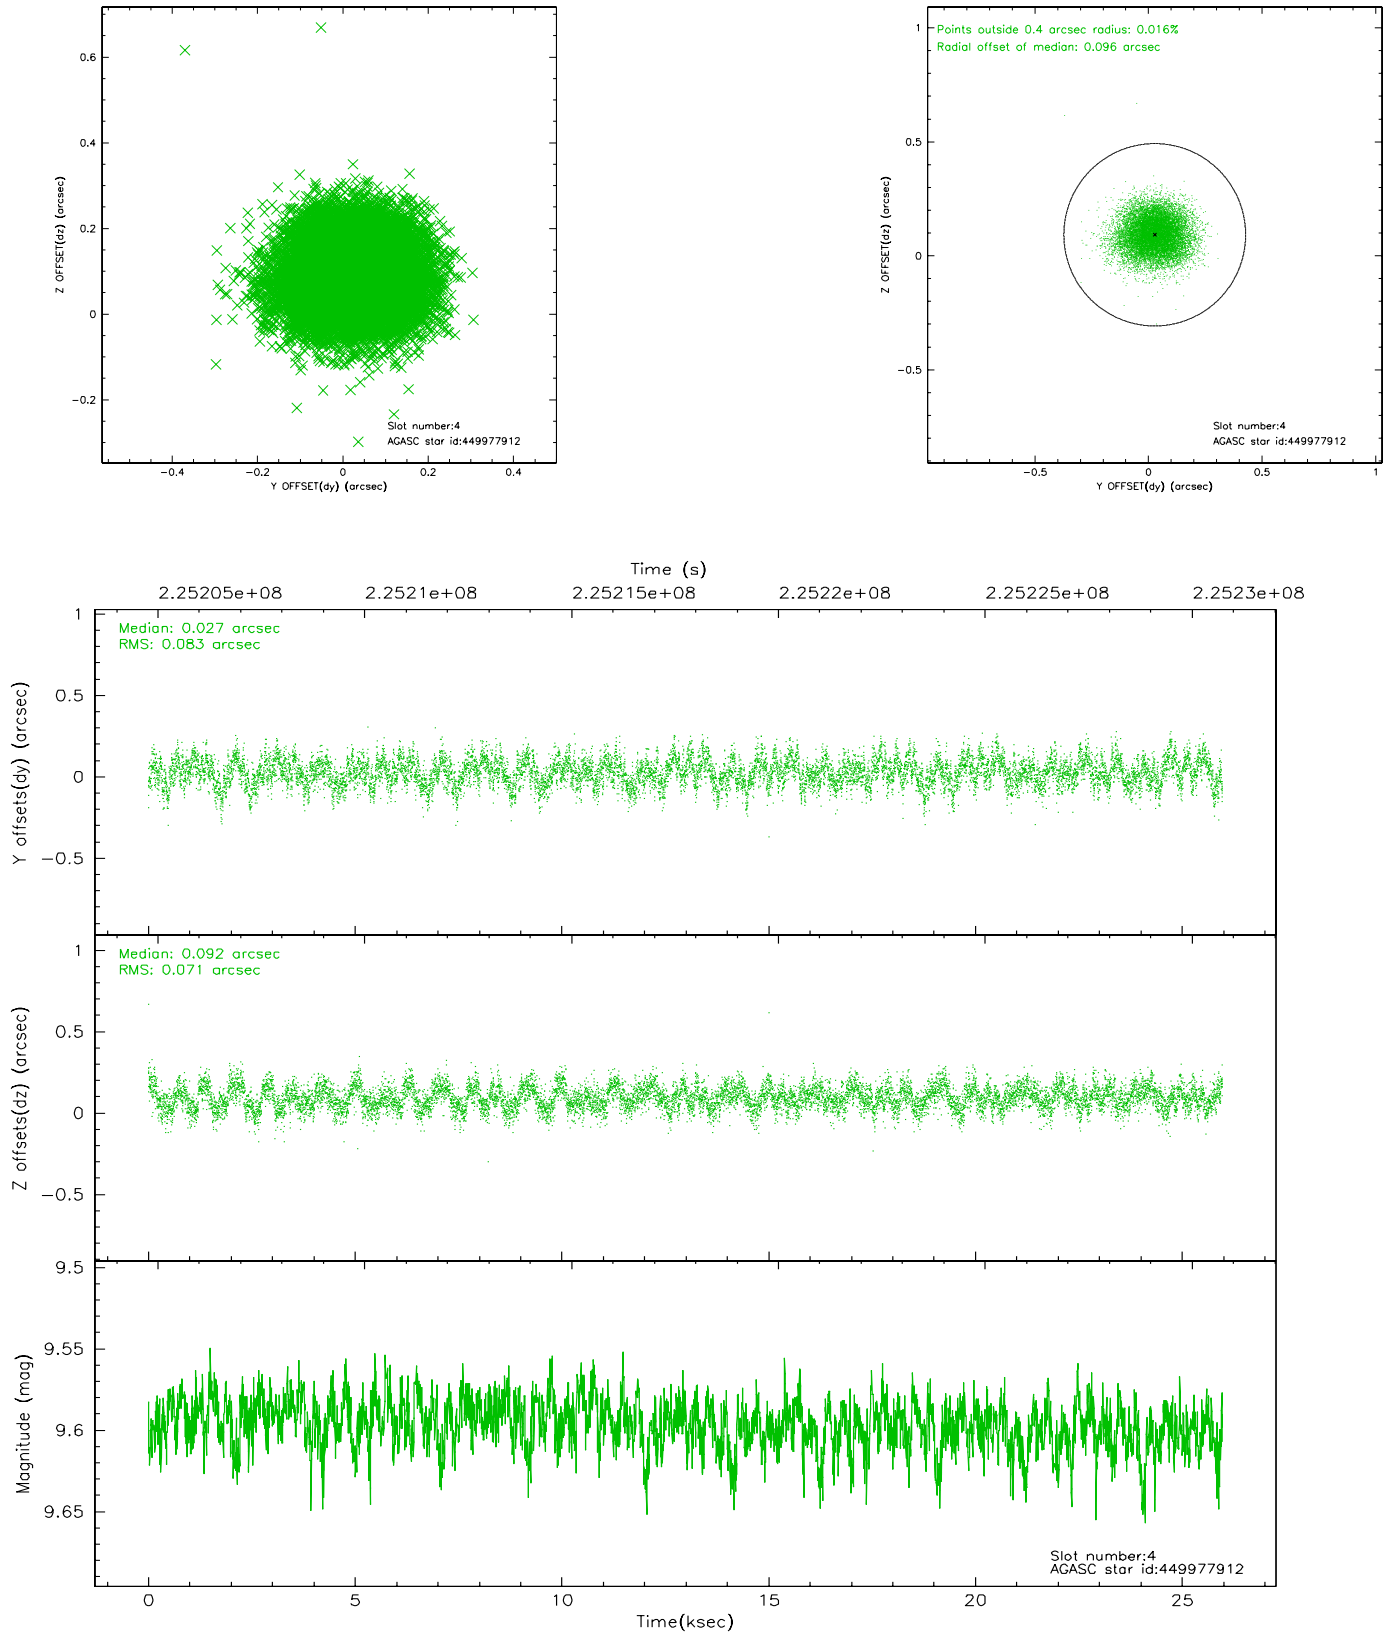 0.6
0.4
0.2
0
−0.2
Z OFFSET(dz) (arcsec)
Slot number:4
AGASC star id:449977912
−0.4 −0.2 0 0.2 0.4
Y OFFSET(dy) (arcsec)
Points outside 0.4 arcsec radius: 0.016%
Radial offset of median: 0.096 arcsec
1
0.5
0
−0.5
Z OFFSET(dz) (arcsec)
Slot number:4
AGASC star id:449977912
−0.5 0 0.5 1
Y OFFSET(dy) (arcsec)
Time (s)
2.25205e+08 2.2521e+08 2.25215e+08 2.2522e+08 2.25225e+08 2.2523e+08
Median: 0.027 arcsec
RMS: 0.083 arcsec
1
0.5
0
−0.5
Y offsets(dy) (arcsec)
Median: 0.092 arcsec
RMS: 0.071 arcsec
1
0.5
0
−0.5
Z offsets(dz) (arcsec)
9.5
9.55
9.6
9.65
Magnitude (mag)
Slot number:4
AGASC star id:449977912
0 5 10 15 20 25
Time(ksec)